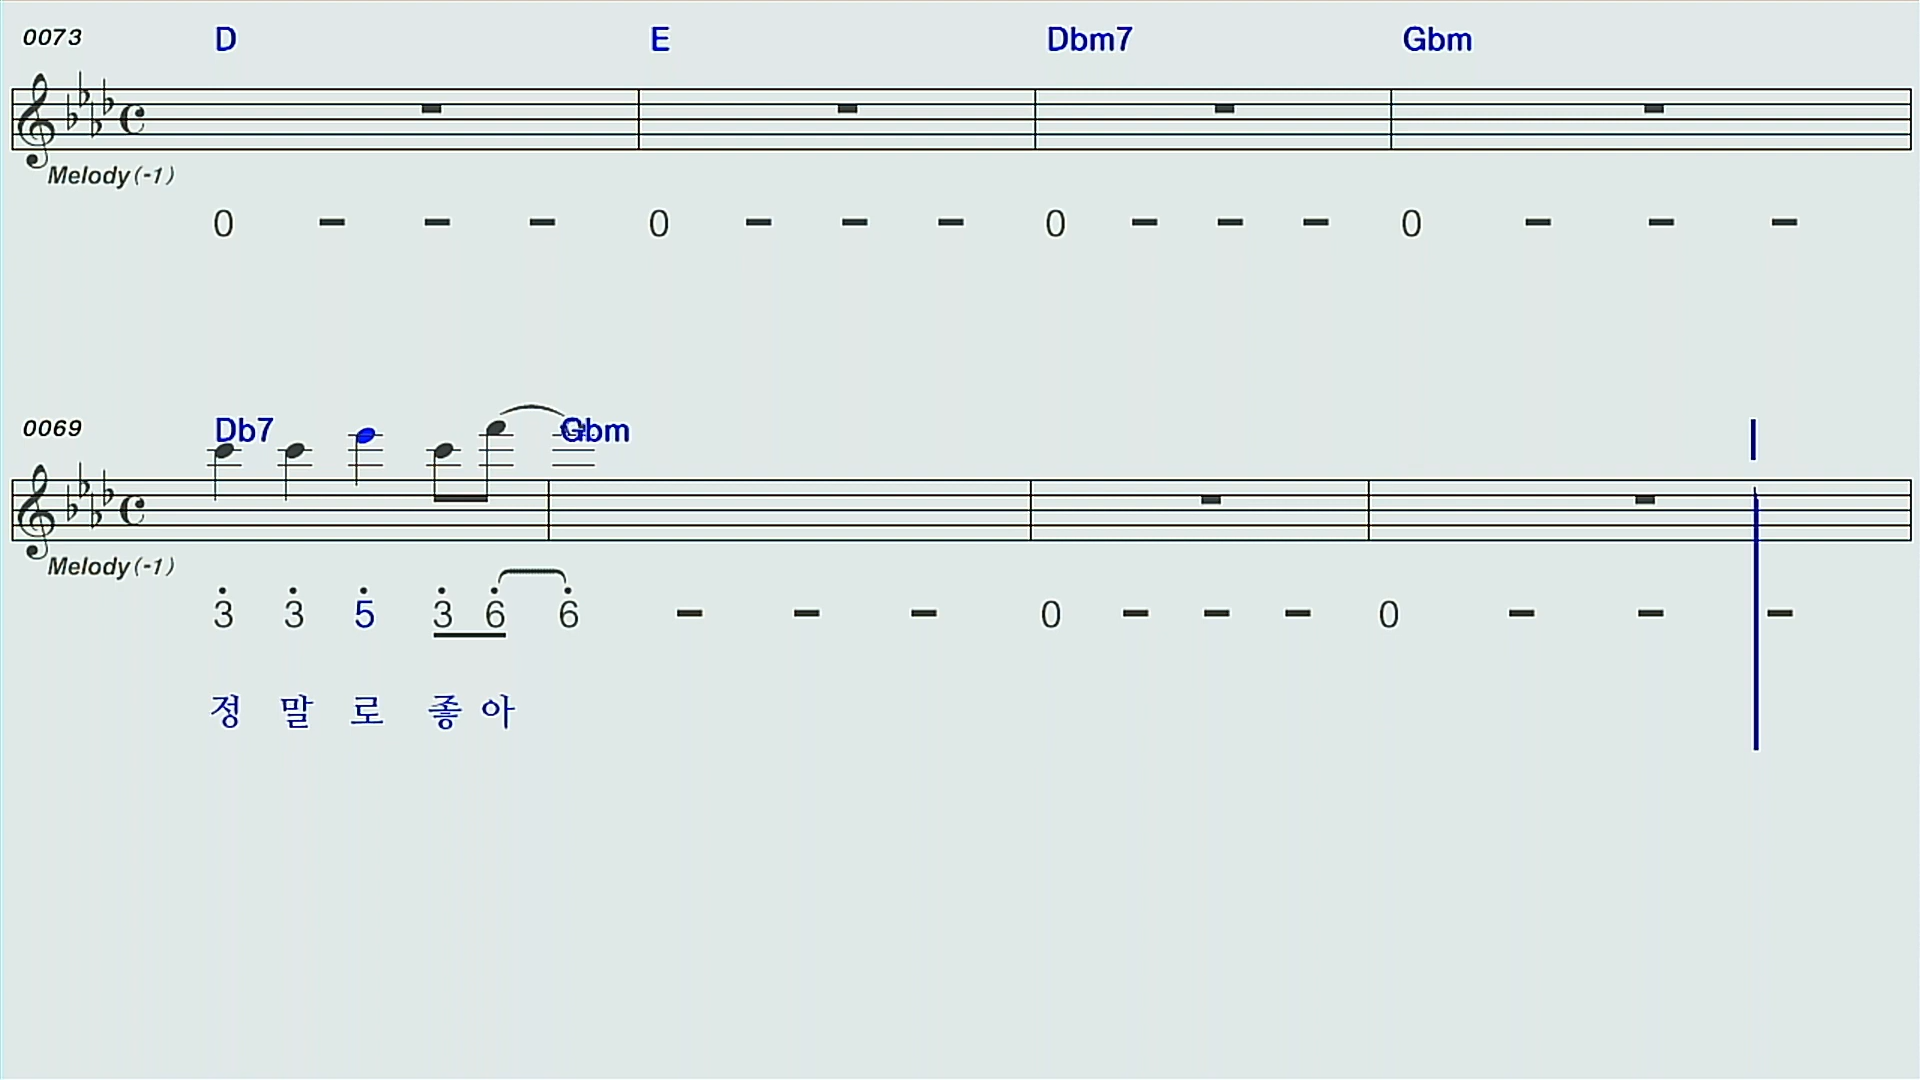 0073 D E Dbm7 Gbm
Melody(-1)
0 - - - 0 - - - 0 - - - 0 - - -
0069 Db7 Gbm
Melody(-1)
3 3 5 3 6 6 - - - 0 - - - 0 - - -
정 말 로 좋 아